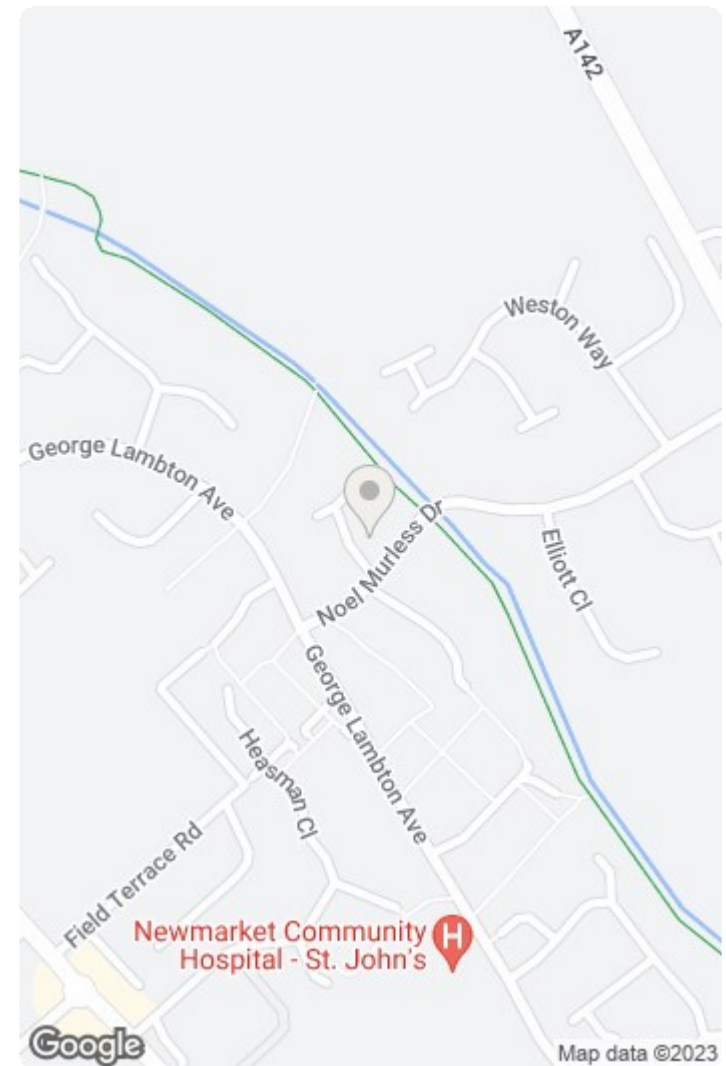 A142
Weston Way
George Lambton Ave
Noel Murless Dr
Elliott Cl
George Lambton Ave
Heasman Cl
Field Terrace Rd
Newmarket Community
Hospital - St. John's
H
Google
Map data ©2023